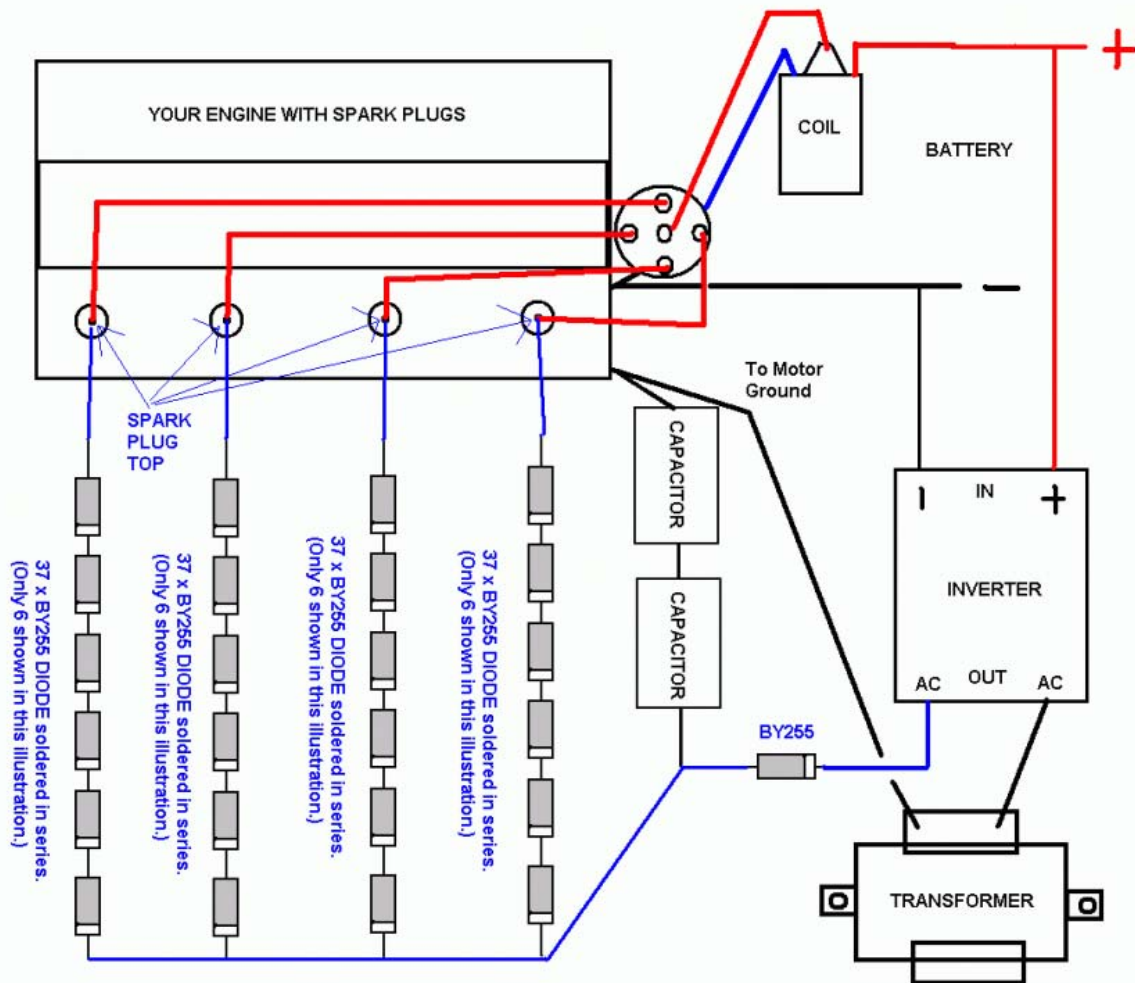 YOUR ENGINE WITH SPARK PLUGS
COIL
+
BATTERY
-
To Motor
Ground
SPARK
PLUG
TOP
CAPACITOR
CAPACITOR
- IN +
INVERTER
OUT
AC AC
BY255
37 x BY255 DIODE soldered in series.
(Only 6 shown in this illustration.)
37 x BY255 DIODE soldered in series.
(Only 6 shown in this illustration.)
37 x BY255 DIODE soldered in series.
(Only 6 shown in this illustration.)
37 x BY255 DIODE soldered in series.
(Only 6 shown in this illustration.)
TRANSFORMER